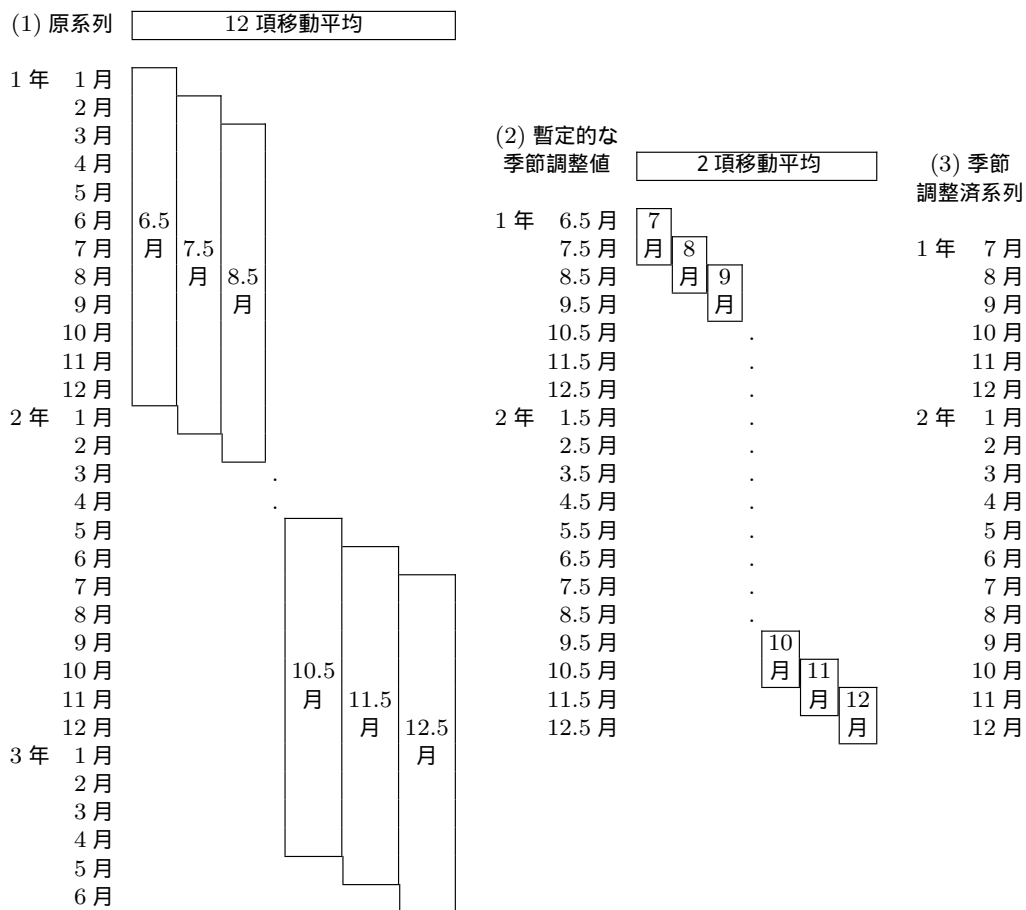 (1) 原系列
12 項移動平均
1 年 1 月
2 月
3 月
4 月
5 月
6 月
7 月
8 月
9 月
10 月
11 月
12 月
2 年 1 月
2 月
3 月
4 月
5 月
6 月
7 月
8 月
9 月
10 月
11 月
12 月
3 年 1 月
2 月
3 月
4 月
5 月
6 月
6.5
月
7.5
月
8.5
月
.
.
10.5
月
11.5
月
12.5
月
(2) 暫定的な
季節調整値
2 項移動平均
1 年 6.5 月
7.5 月
8.5 月
9.5 月
10.5 月
11.5 月
12.5 月
2 年 1.5 月
2.5 月
3.5 月
4.5 月
5.5 月
6.5 月
7.5 月
8.5 月
9.5 月
10.5 月
11.5 月
12.5 月
7
月
8
月
9
月
.
.
.
.
.
.
.
.
.
.
.
10
月
11
月
12
月
(3) 季節
調整済系列
1 年 7 月
8 月
9 月
10 月
11 月
12 月
2 年 1 月
2 月
3 月
4 月
5 月
6 月
7 月
8 月
9 月
10 月
11 月
12 月